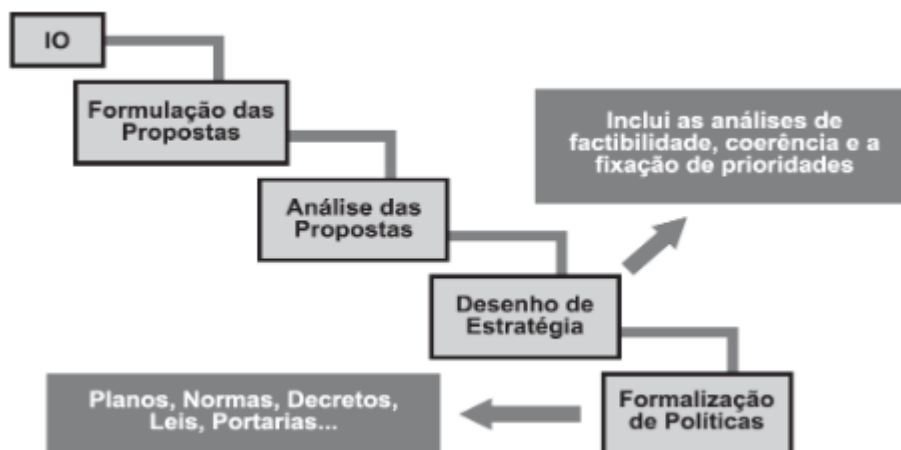 IO
Formulação das
Propostas
Inclui as análises de
factibilidade, coerência e a
fixação de prioridades
Análise das
Propostas
Desenho de
Estratégia
Planos, Normas, Decretos,
Leis, Portarias...
Formalização
de Políticas